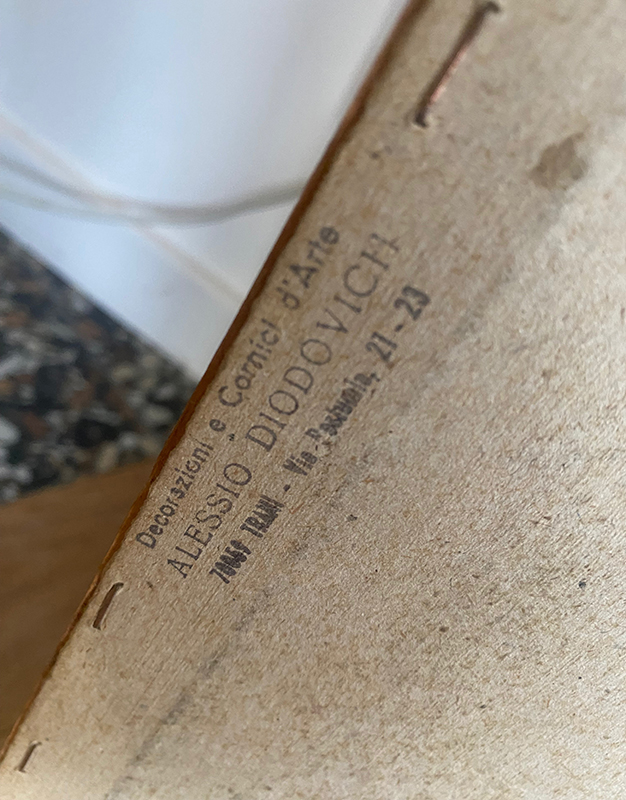 Decorazioni e Cornici d'Arte
ALESSIO DIODOVICH
TRANI - Via 21 - 23